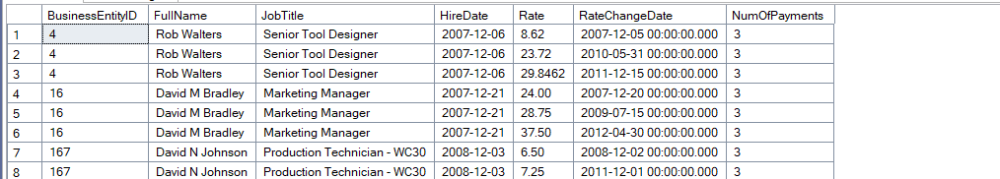 BusinessEntityID FullName JobTitle HireDate Rate RateChangeDate NumOfPayments
1 4 Rob Walters Senior Tool Designer 2007-12-06 8.62 2007-12-05 00:00:00.000 3
2 4 Rob Walters Senior Tool Designer 2007-12-06 23.72 2010-05-31 00:00:00.000 3
3 4 Rob Walters Senior Tool Designer 2007-12-06 29.8462 2011-12-15 00:00:00.000 3
4 16 David M Bradley Marketing Manager 2007-12-21 24.00 2007-12-20 00:00:00.000 3
5 16 David M Bradley Marketing Manager 2007-12-21 28.75 2009-07-15 00:00:00.000 3
6 16 David M Bradley Marketing Manager 2007-12-21 37.50 2012-04-30 00:00:00.000 3
7 167 David N Johnson Production Technician - WC30 2008-12-03 6.50 2008-12-02 00:00:00.000 3
8 167 David N Johnson Production Technician - WC30 2008-12-03 7.25 2011-12-01 00:00:00.000 3